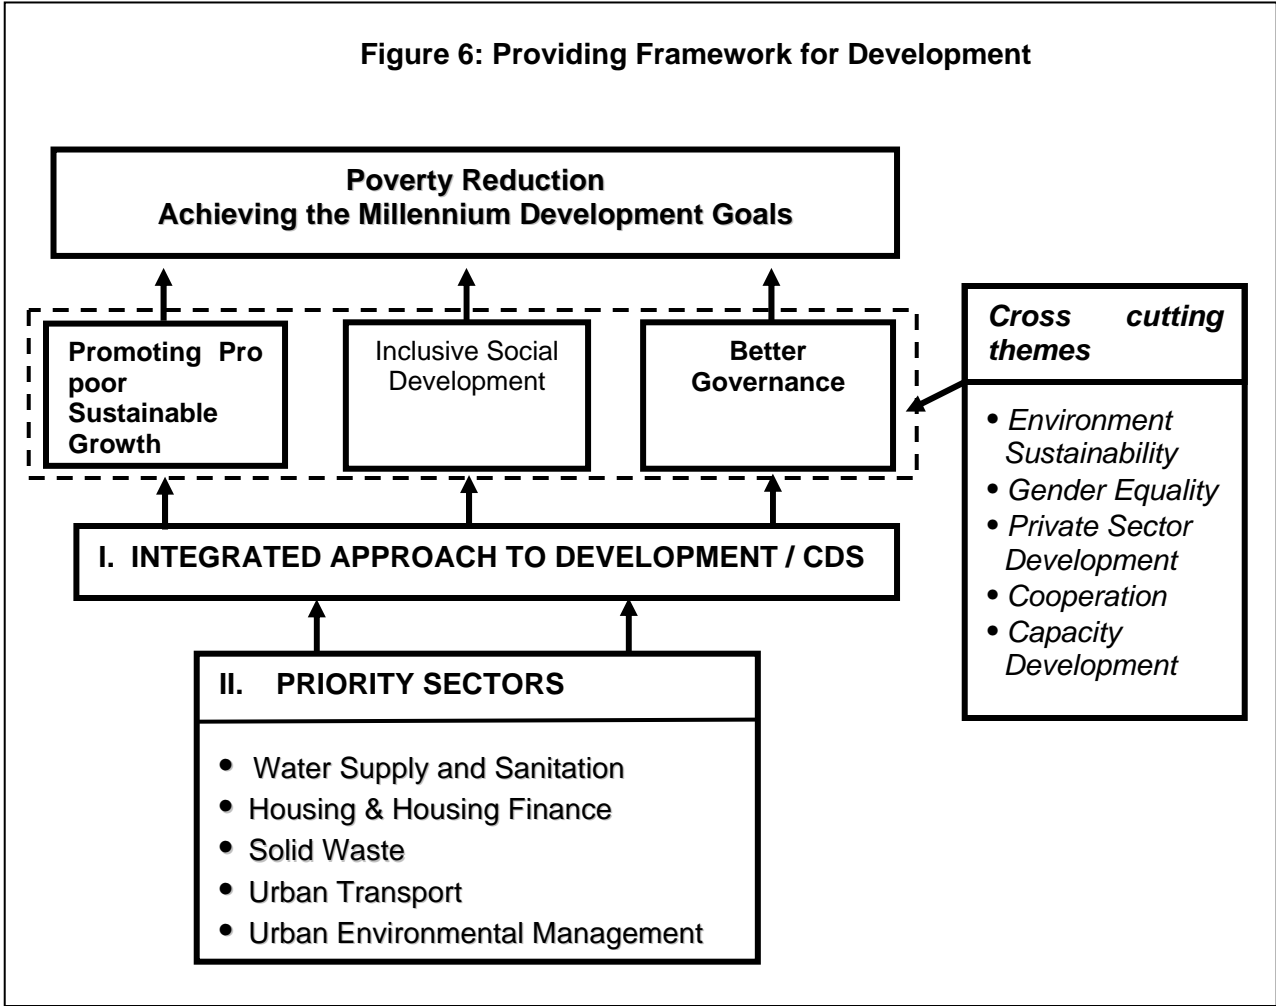 Figure 6: Providing Framework for Development
Poverty Reduction
Achieving the Millennium Development Goals
Promoting Pro
poor
Sustainable
Growth
Inclusive Social
Development
Better
Governance
Cross cutting
themes
• Environment
Sustainability
• Gender Equality
• Private Sector
Development
• Cooperation
• Capacity
Development
I. INTEGRATED APPROACH TO DEVELOPMENT / CDS
II. PRIORITY SECTORS
• Water Supply and Sanitation
• Housing & Housing Finance
• Solid Waste
• Urban Transport
• Urban Environmental Management